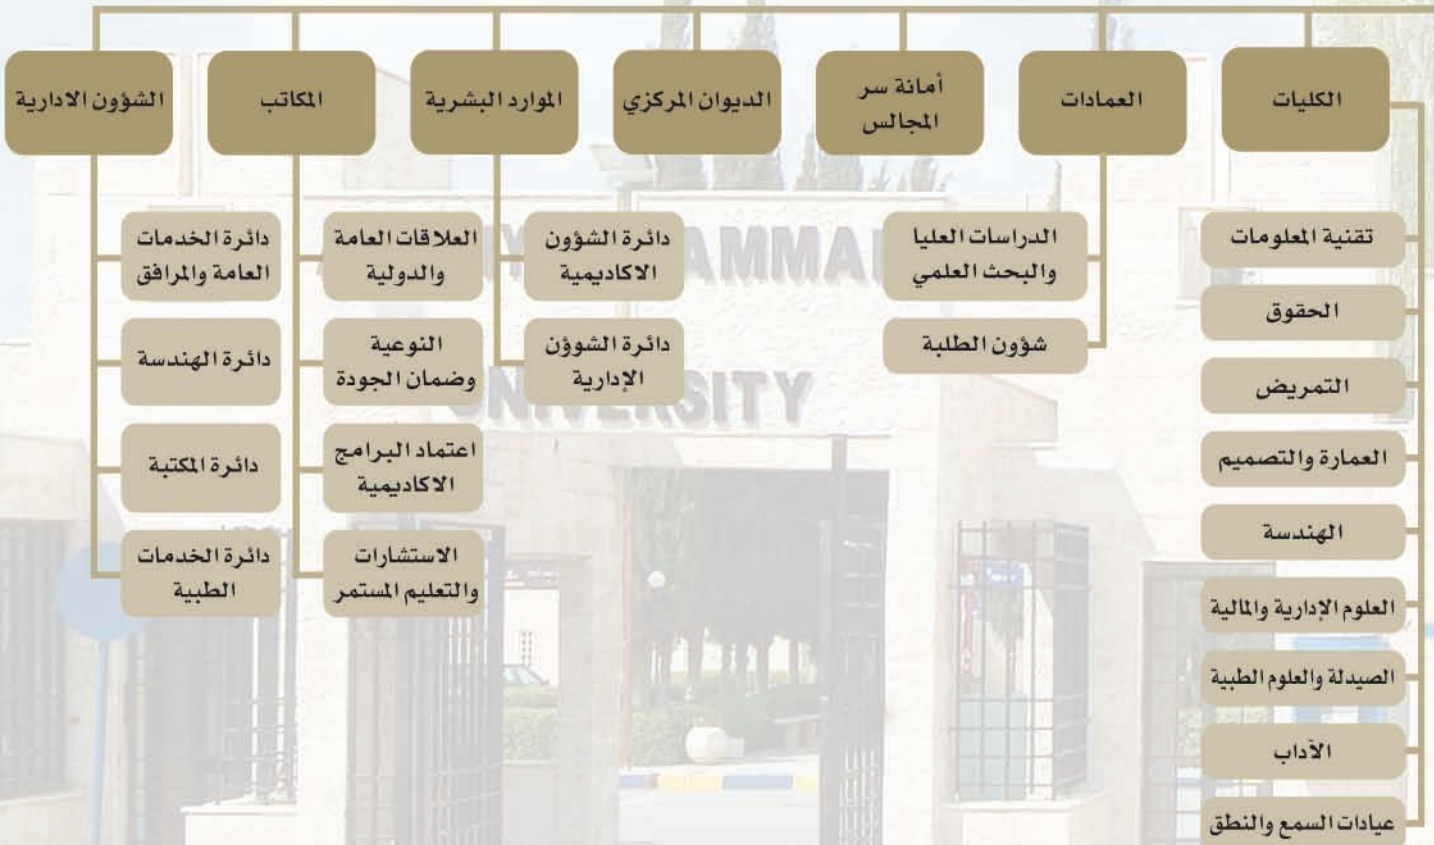 الكليات
العمادات
أمانة سر
المجالس
الديوان المركزي
الموارد البشرية
المكاتب
الشؤون الادارية
تقنية المعلومات
الحقوق
التمريض
العمارة والتصميم
الهندسة
العلوم الإدارية والمالية
الصيدلة والعلوم الطبية
الآداب
عيادات السمع والنطق
الدراسات العليا
والبحث العلمي
شؤون الطلبة
دائرة الشؤون
الاكاديمية
دائرة الشوؤن
الإدارية
العلاقات العامة
والدولية
النوعية
وضمان الجودة
اعتماد البرامج
الاكاديمية
الاستشارات
والتعليم المستمر
دائرة الخدمات
العامة والمرافق
دائرة الهندسة
دائرة المكتبة
دائرة الخدمات
الطبية
UNIVERSITY